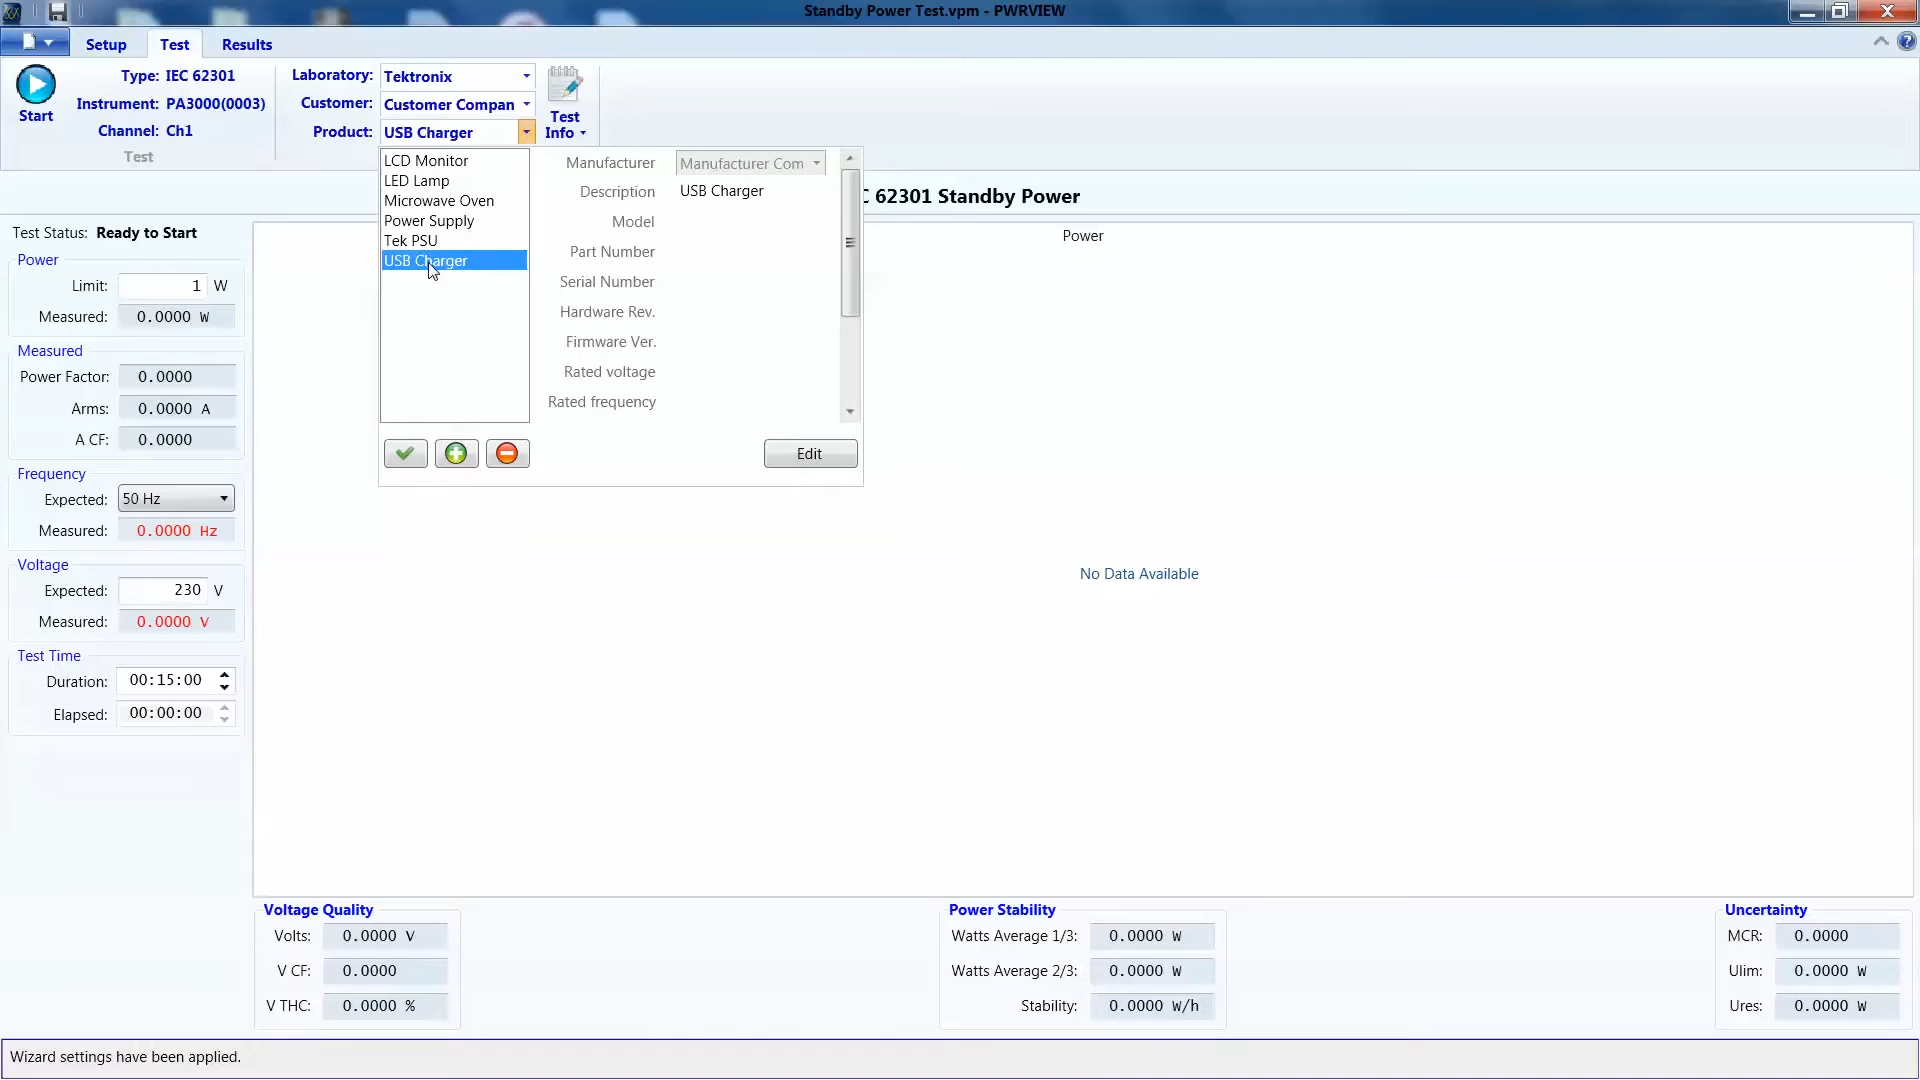 Standby Power Test.vpm - PWRVIEW
Setup
Test
Results
Start
Type: IEC 62301
Instrument: PA3000(0003)
Channel: Ch1
Test
Laboratory: Tektronix
Customer: Customer Compan
Product: USB Charger
Test
Info
LCD Monitor
LED Lamp
Microwave Oven
Power Supply
Tek PSU
USB Charger
Manufacturer Manufacturer Com
Description USB Charger
Model
Part Number
Serial Number
Hardware Rev.
Firmware Ver.
Rated voltage
Rated frequency
Edit
C 62301 Standby Power
Test Status: Ready to Start
Power
Limit: 1 W
Measured: 0.0000 W
Measured
Power Factor: 0.0000
Arms: 0.0000 A
A CF: 0.0000
Frequency
Expected: 50 Hz
Measured: 0.0000 Hz
Voltage
Expected: 230 V
Measured: 0.0000 V
Test Time
Duration: 00:15:00
Elapsed: 00:00:00
Power
No Data Available
Voltage Quality
Volts: 0.0000 V
V CF: 0.0000
V THC: 0.0000 %
Power Stability
Watts Average 1/3: 0.0000 W
Watts Average 2/3: 0.0000 W
Stability: 0.0000 W/h
Uncertainty
MCR: 0.0000
Ulim: 0.0000 W
Ures: 0.0000 W
Wizard settings have been applied.